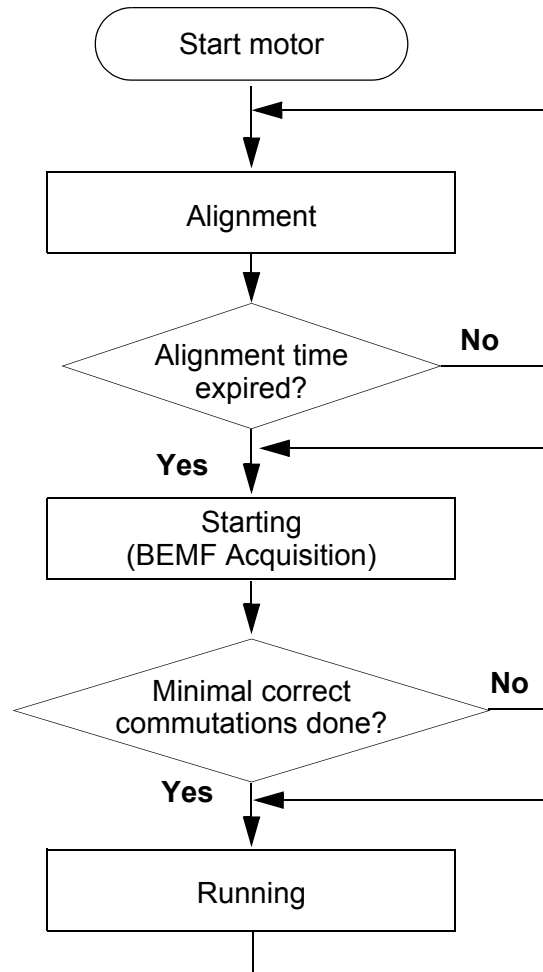 Start motor
Alignment
Alignment time
expired?
No
Yes
Starting
(BEMF Acquisition)
Minimal correct
commutations done?
No
Yes
Running